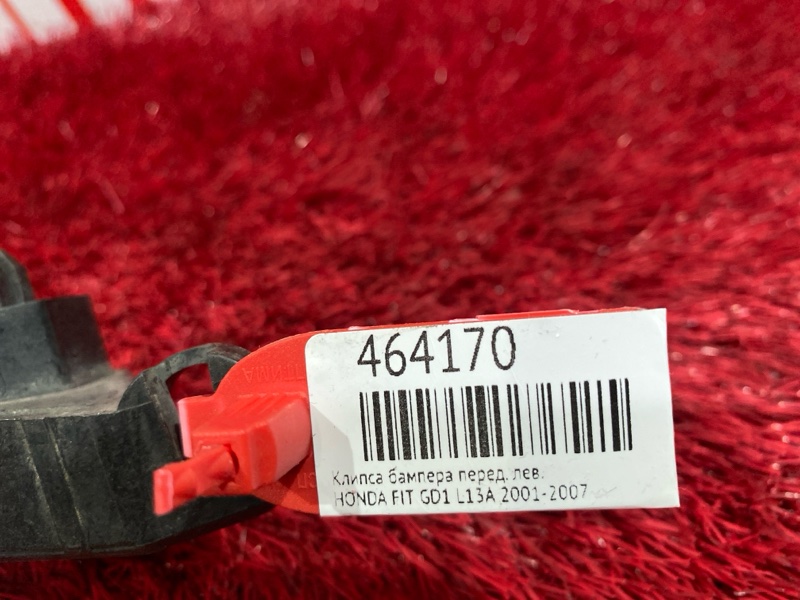 464170
Клипса бампера перед. лев.
HONDA FIT GD1 L13A 2001-2007